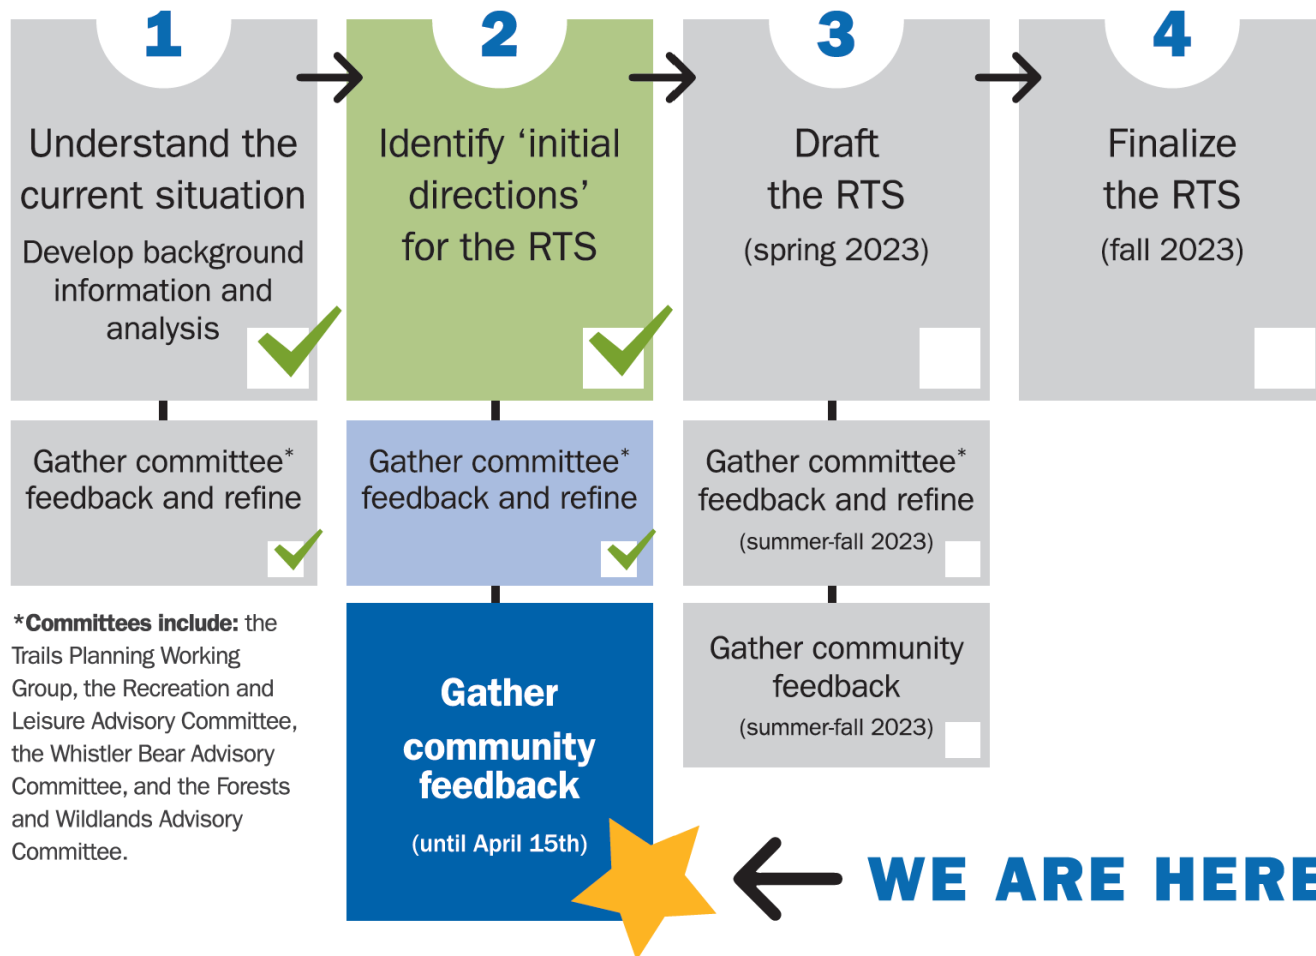 1
Understand the
current situation
Develop background
information and
analysis
Gather committee*
feedback and refine
*Committees include: the
Trails Planning Working
Group, the Recreation and
Leisure Advisory Committee,
the Whistler Bear Advisory
Committee, and the Forests
and Wildlands Advisory
Committee.
2
Identify ‘initial
directions’
for the RTS
Gather committee*
feedback and refine
Gather
community
feedback
(until April 15th)
3
Draft
the RTS
(spring 2023)
Gather committee*
feedback and refine
(summer-fall 2023)
Gather community
feedback
(summer-fall 2023)
4
Finalize
the RTS
(fall 2023)
WE ARE HERE